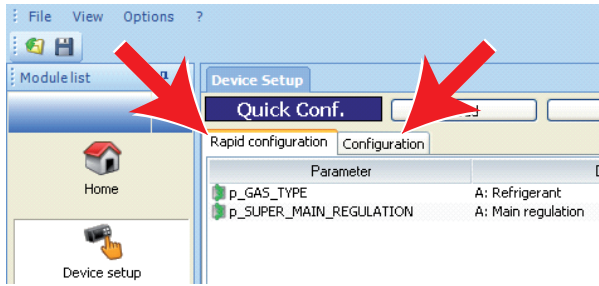 File View Options ?
Module list
Device Setup
Quick Conf.
Rapid configuration Configuration
Parameter
p_GAS_TYPE A: Refrigerant
p_SUPER_MAIN_REGULATION A: Main regulation
Home
Device setup